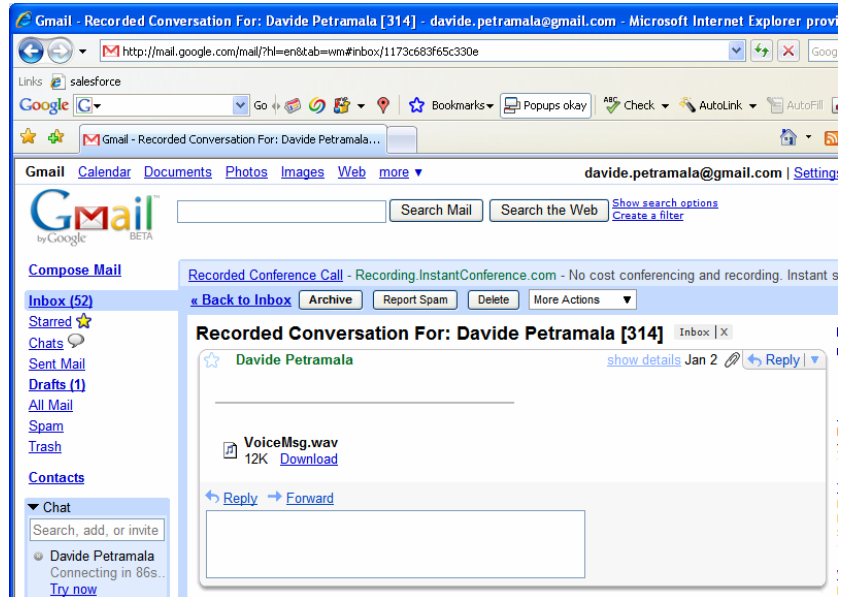 Gmail - Recorded Conversation For: Davide Petramala [314] - davide.petramala@gmail.com - Microsoft Internet Explorer provi
http://mail.google.com/mail/?hl=en&tab=wm#inbox/1173c683f65c330e
Goog
Links salesforce
Google G Go Bookmarks Popups okay ABC Check AutoLink AutoFill
Gmail - Recorded Conversation For: Davide Petramala...
Gmail Calendar Documents Photos Images Web more ▼ davide.petramala@gmail.com | Settings
Gmail™
by Google BETA
Search Mail Search the Web Show search options
Create a filter
Compose Mail
Recorded Conference Call - Recording.InstantConference.com - No cost conferencing and recording. Instant s
Inbox (52) « Back to Inbox Archive Report Spam Delete More Actions ▼
Starred
Recorded Conversation For: Davide Petramala [314] Inbox | X
Chats
Davide Petramala show details Jan 2 Reply | ▼
Sent Mail
Drafts (1)
All Mail
Spam
Trash
VoiceMsg.wav
12K Download
Contacts
Reply Forward
▼ Chat
Search, add, or invite
Davide Petramala
Connecting in 86s..
Try now